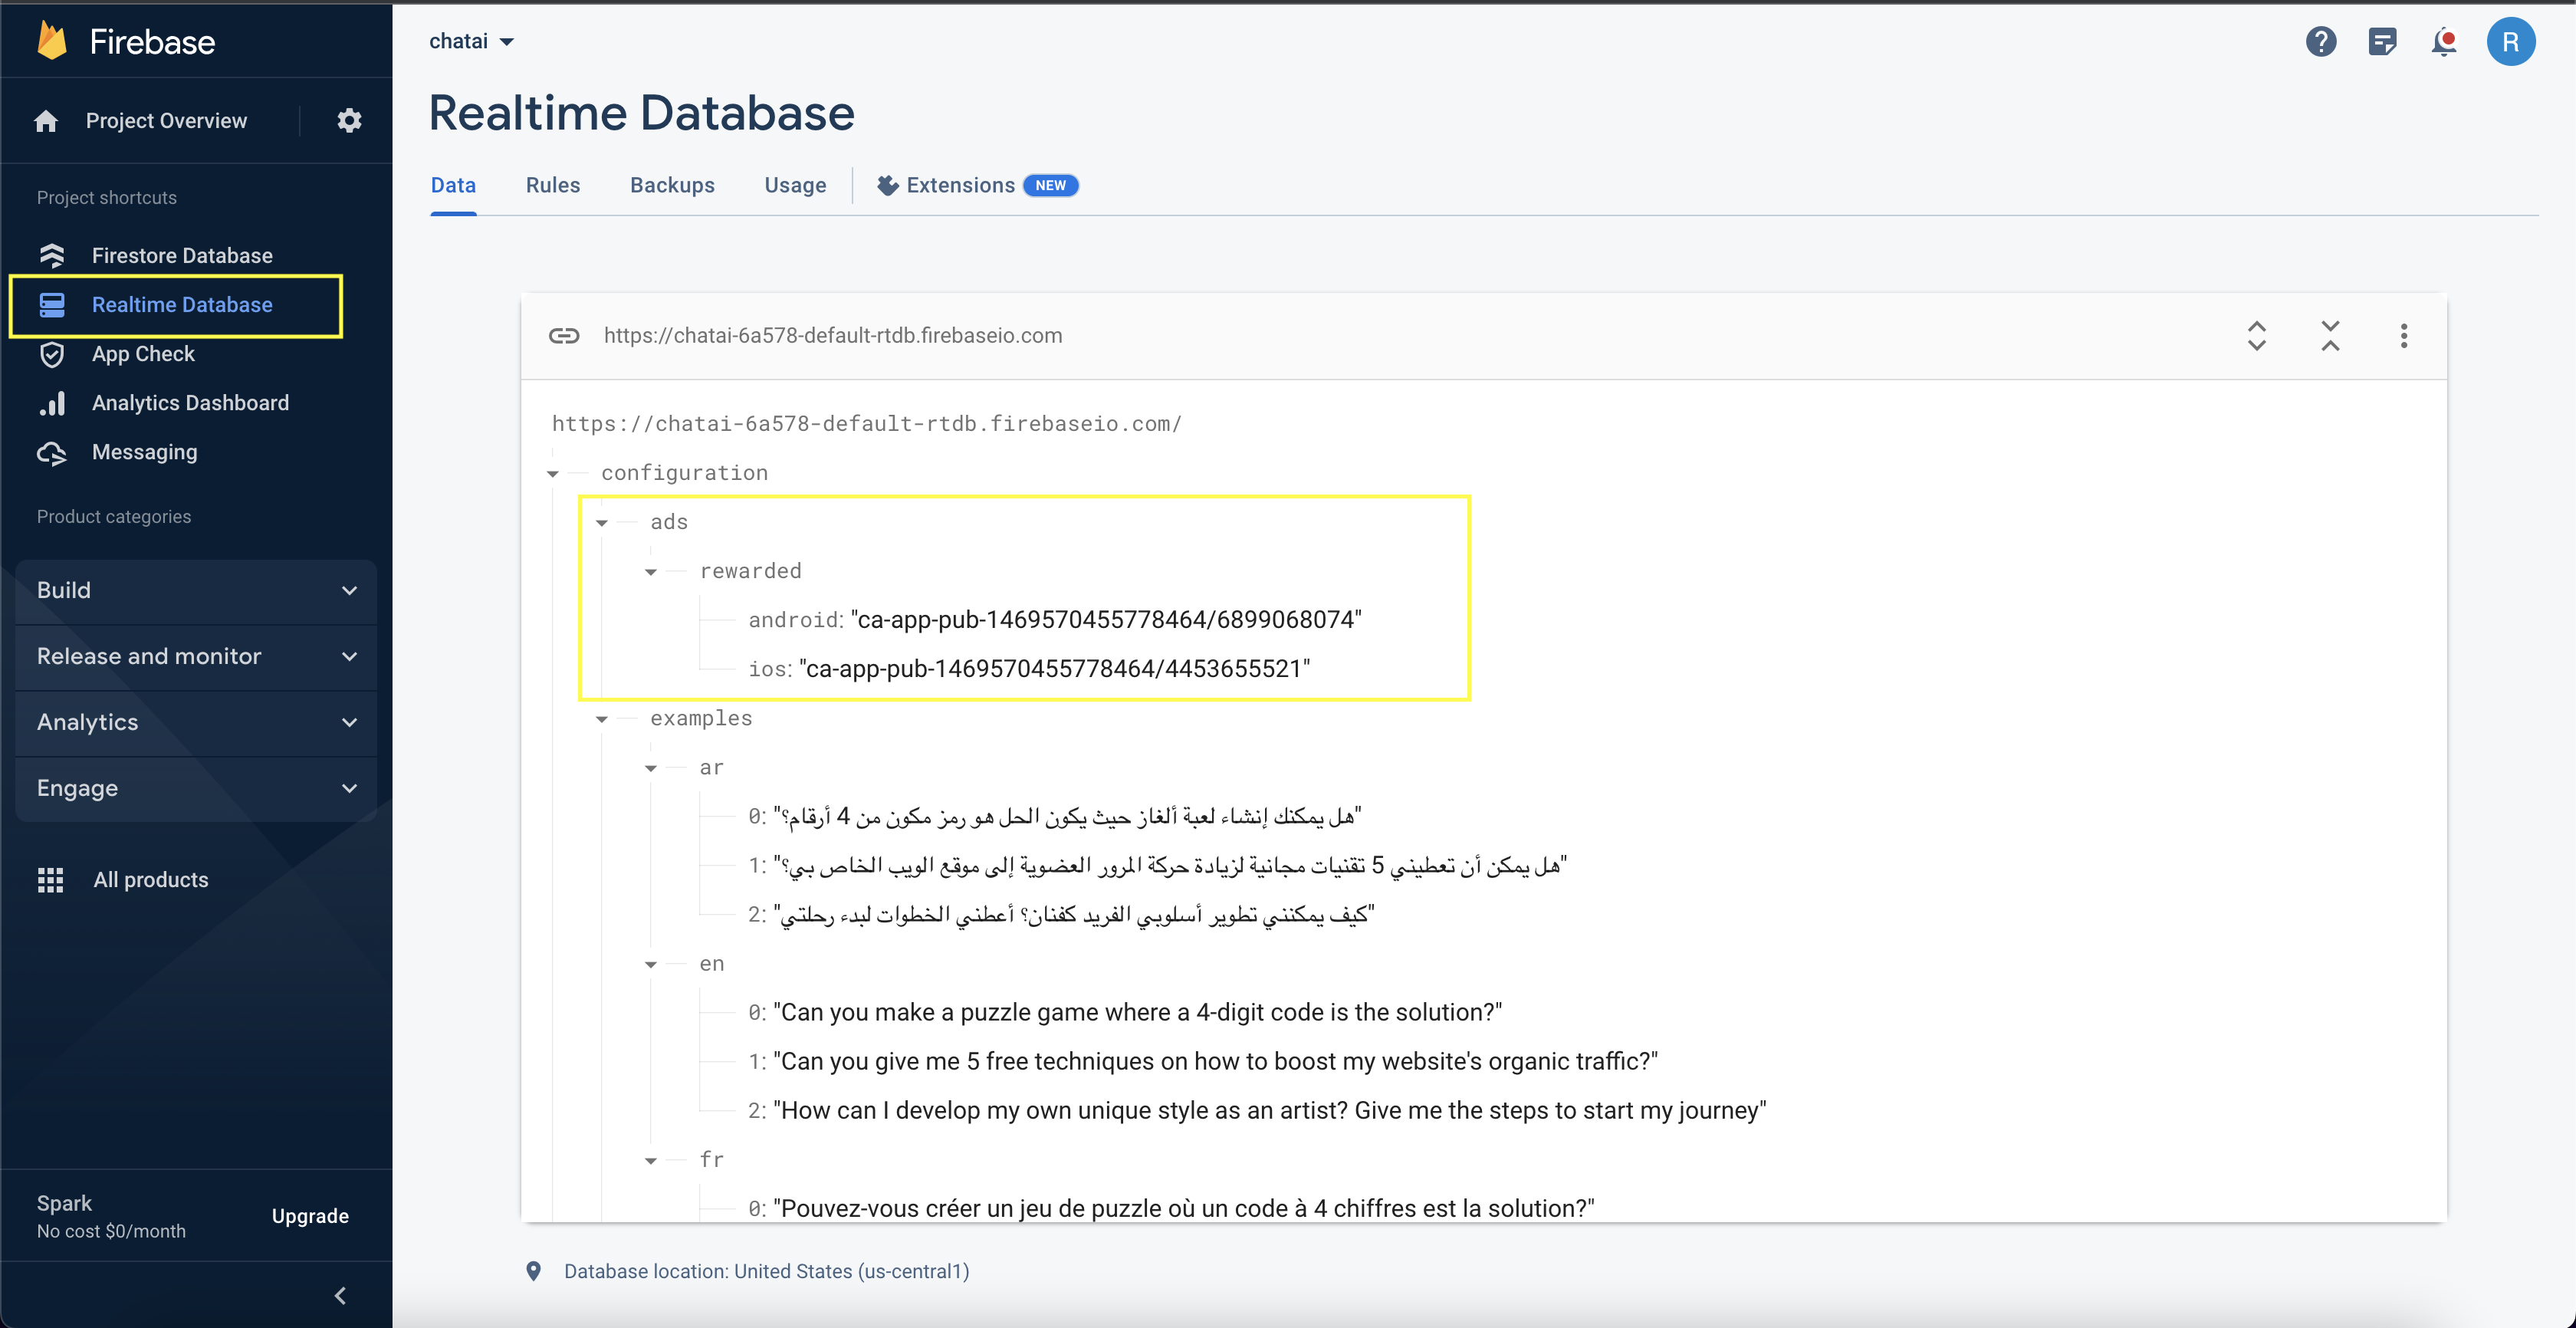 Firebase
Project Overview
Project shortcuts
Firestore Database
Realtime Database
App Check
Analytics Dashboard
Messaging
Product categories
Build
Release and monitor
Analytics
Engage
All products
Spark
No cost $0/month
Upgrade
chatai
R
Realtime Database
Data Rules Backups Usage Extensions NEW
https://chatai-6a578-default-rtdb.firebaseio.com
https://chatai-6a578-default-rtdb.firebaseio.com/
configuration
ads
rewarded
android: "ca-app-pub-1469570455778464/6899068074"
ios: "ca-app-pub-1469570455778464/4453655521"
examples
ar
0: "هل يمكنك إنشاء لعبة ألغاز حيث يكون الحل هو رمز مكون من 4 أرقام؟"
1: "هل يمكن أن تعطيني 5 تقنيات مجانية لزيادة حركة المرور العضوية إلى موقع الويب الخاص بي؟"
2: "كيف يمكنني تطوير أسلوبي الفريد كفنان؟ أعطني الخطوات لبدء رحلتي"
en
0: "Can you make a puzzle game where a 4-digit code is the solution?"
1: "Can you give me 5 free techniques on how to boost my website's organic traffic?"
2: "How can I develop my own unique style as an artist? Give me the steps to start my journey"
fr
0: "Pouvez-vous créer un jeu de puzzle où un code à 4 chiffres est la solution?"
Database location: United States (us-central1)